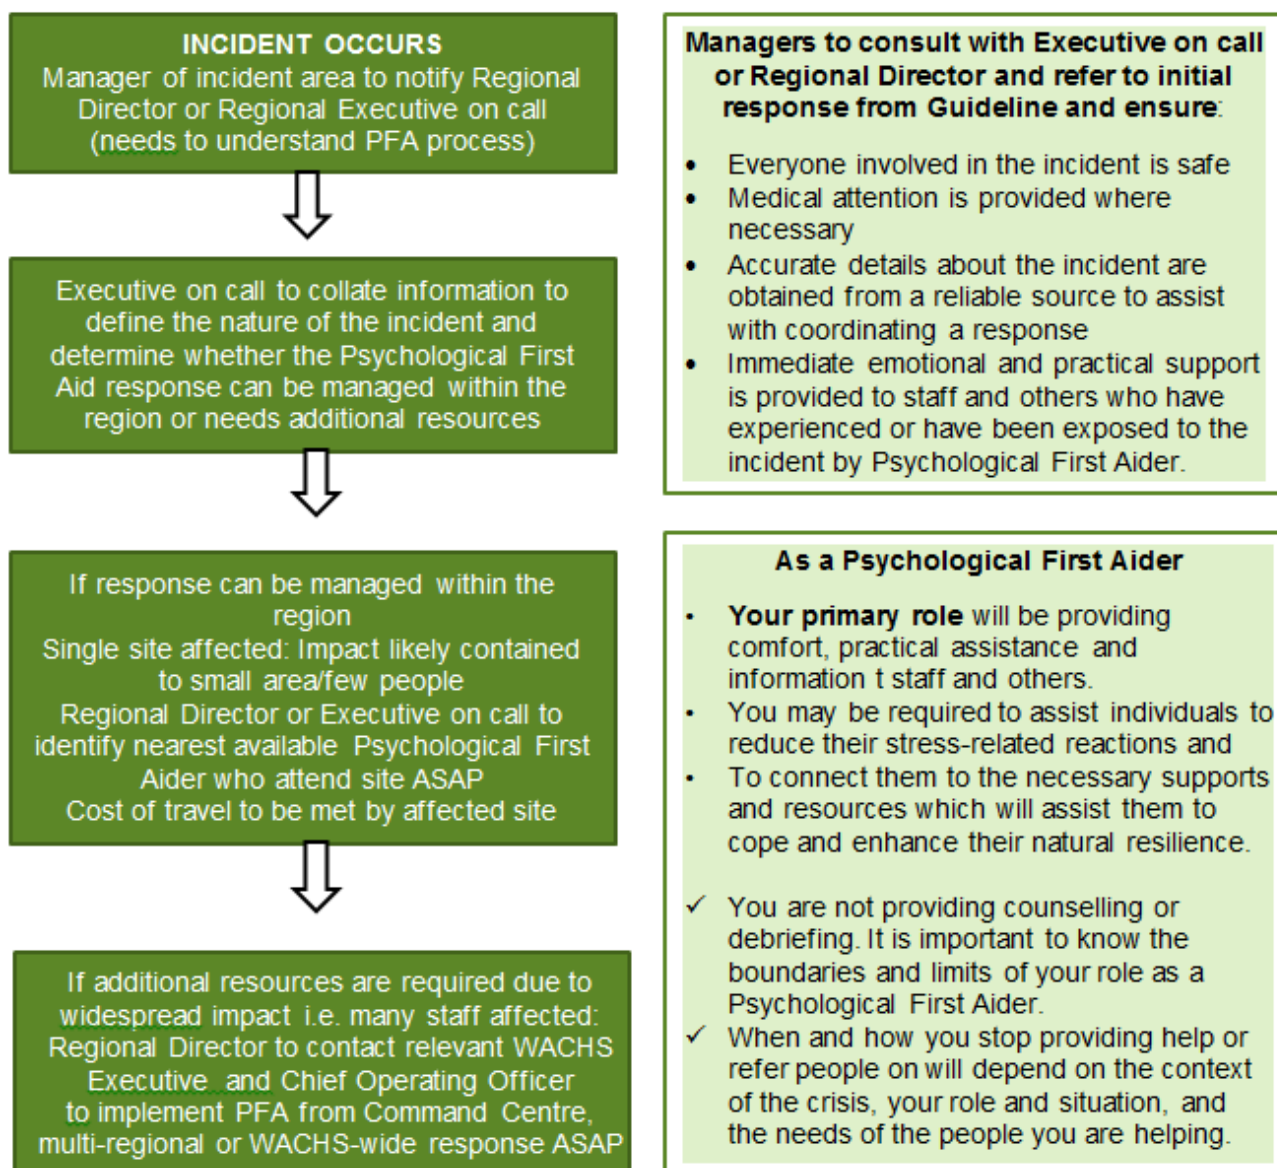 INCIDENT OCCURS
Manager of incident area to notify Regional
Director or Regional Executive on call
(needs to understand PFA process)
Executive on call to collate information to
define the nature of the incident and
determine whether the Psychological First
Aid response can be managed within the
region or needs additional resources
If response can be managed within the
region
Single site affected: Impact likely contained
to small area/few people
Regional Director or Executive on call to
identify nearest available Psychological First
Aider who attend site ASAP
Cost of travel to be met by affected site
If additional resources are required due to
widespread impact i.e. many staff affected:
Regional Director to contact relevant WACHS
Executive and Chief Operating Officer
to implement PFA from Command Centre,
multi-regional or WACHS-wide response ASAP
Managers to consult with Executive on call
or Regional Director and refer to initial
response from Guideline and ensure:
• Everyone involved in the incident is safe
• Medical attention is provided where
necessary
• Accurate details about the incident are
obtained from a reliable source to assist
with coordinating a response
• Immediate emotional and practical support
is provided to staff and others who have
experienced or have been exposed to the
incident by Psychological First Aider.
As a Psychological First Aider
• Your primary role will be providing
comfort, practical assistance and
information t staff and others.
• You may be required to assist individuals to
reduce their stress-related reactions and
• To connect them to the necessary supports
and resources which will assist them to
cope and enhance their natural resilience.
✓ You are not providing counselling or
debriefing. It is important to know the
boundaries and limits of your role as a
Psychological First Aider.
✓ When and how you stop providing help or
refer people on will depend on the context
of the crisis, your role and situation, and
the needs of the people you are helping.